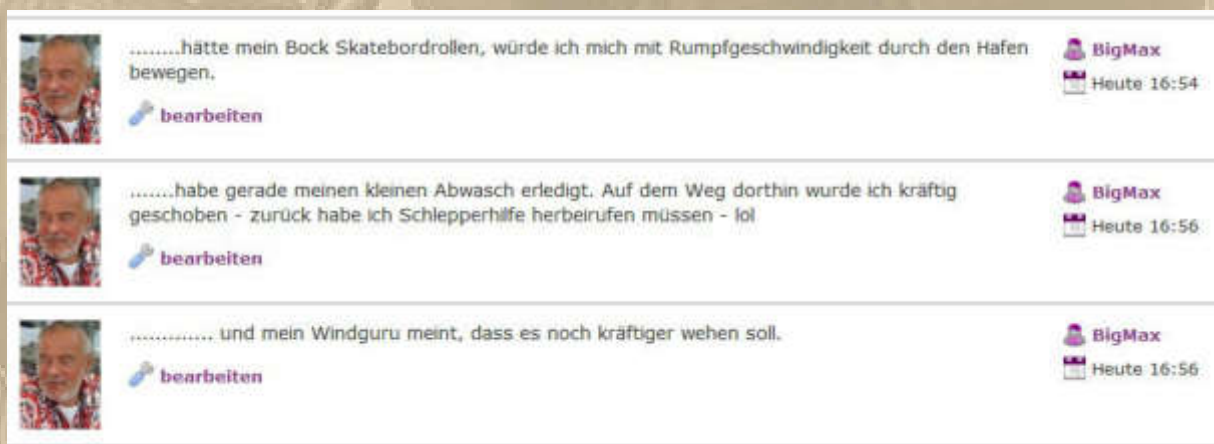 ........hätte mein Bock Skatebordrollen, würde ich mich mit Rumpfgeschwindigkeit durch den Hafen
bewegen.
bearbeiten
BigMax
Heute 16:54
.......habe gerade meinen kleinen Abwasch erledigt. Auf dem Weg dorthin wurde ich kräftig
geschoben - zurück habe ich Schlepperhilfe herbeirufen müssen - lol
bearbeiten
BigMax
Heute 16:56
............. und mein Windguru meint, dass es noch kräftiger wehen soll.
bearbeiten
BigMax
Heute 16:56